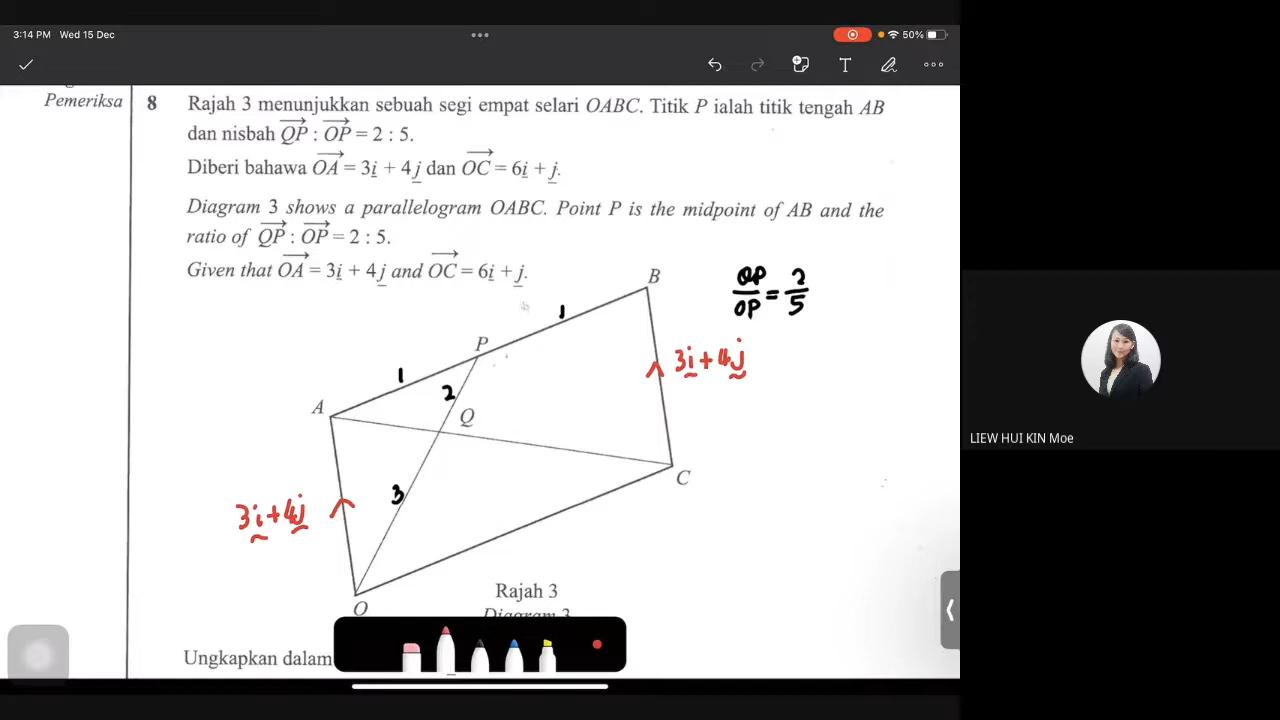 3:14 PM Wed 15 Dec
50%
T
Pemeriksa
8 Rajah 3 menunjukkan sebuah segi empat selari OABC. Titik P ialah titik tengah AB
dan nisbah QP : OP = 2 : 5.
Diberi bahawa OA = 3i + 4j dan OC = 6i + j.
Diagram 3 shows a parallelogram OABC. Point P is the midpoint of AB and the
ratio of QP : OP = 2 : 5.
Given that OA = 3i + 4j and OC = 6i + j.
B
QP/OP = 2/5
1
P
3i + 4j
1
2
A
Q
C
3
3i + 4j
LIEW HUI KIN Moe
Rajah 3
O
Diagram 3
Ungkapkan dalam